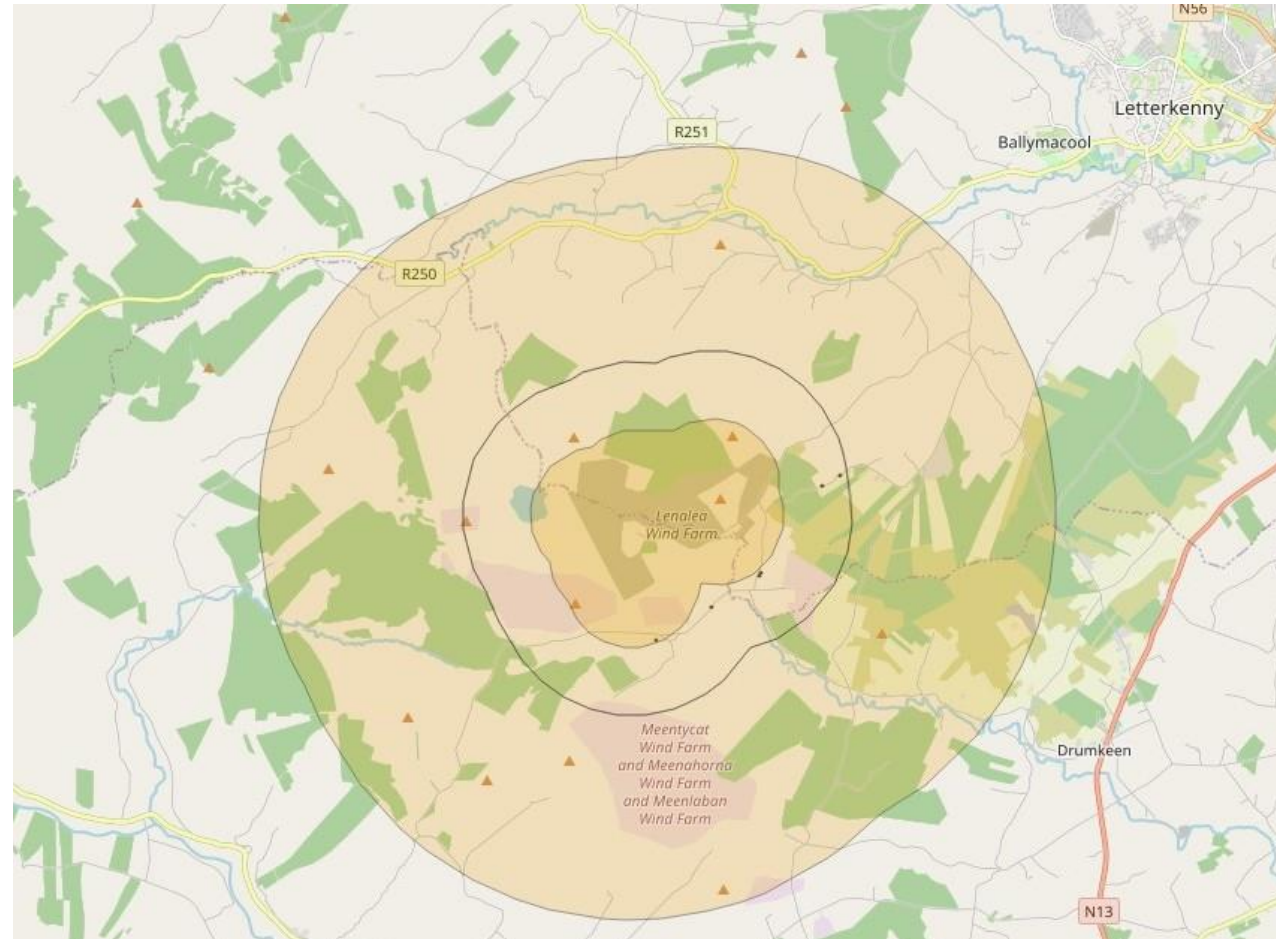 N56
Letterkenny
R251
Ballymacool
R250
Lenalea
Wind Farm
Meentycat
Wind Farm
and Meenahorna
Wind Farm
and Meenlaban
Wind Farm
Drumkeen
N13